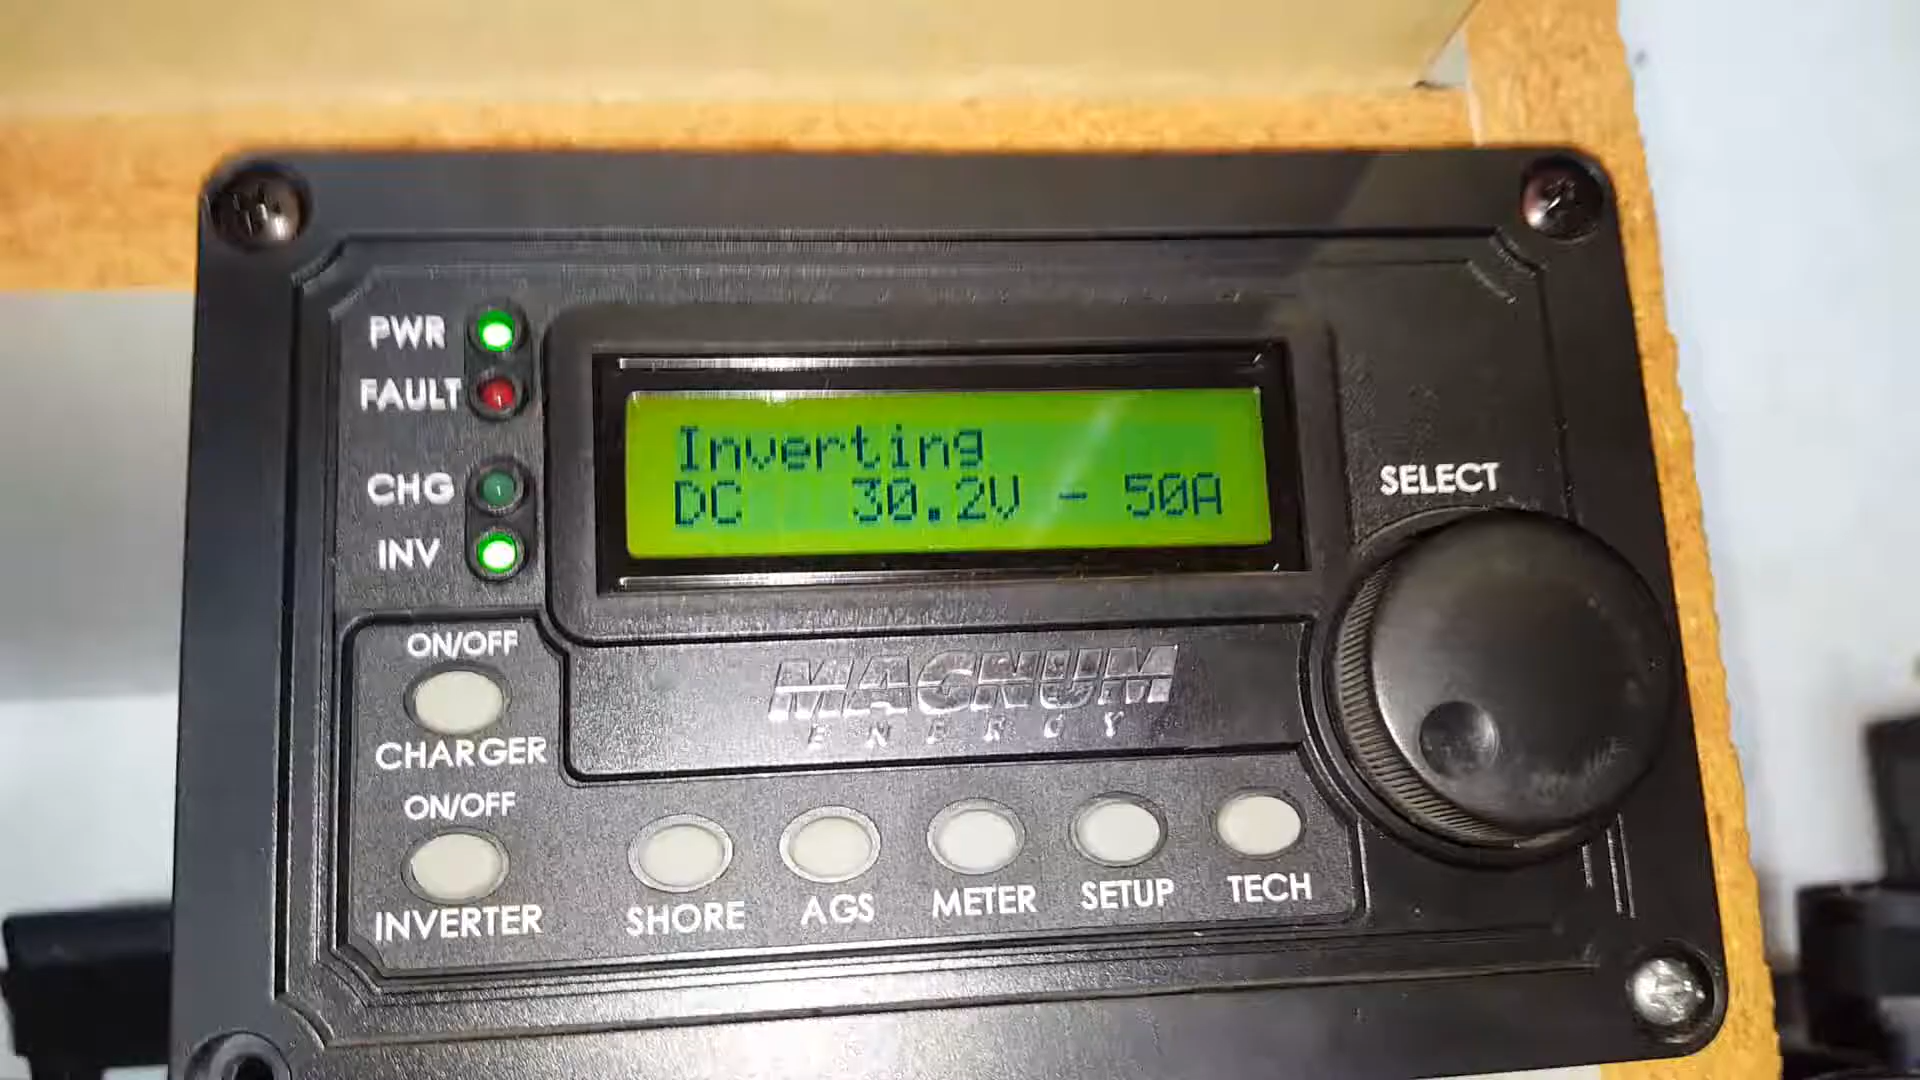 PWR
FAULT
CHG
INV
Inverting
DC 30.2V - 50A
SELECT
ON/OFF
CHARGER
ON/OFF
INVERTER
MAGNUM
ENERGY
SHORE
AGS
METER
SETUP
TECH